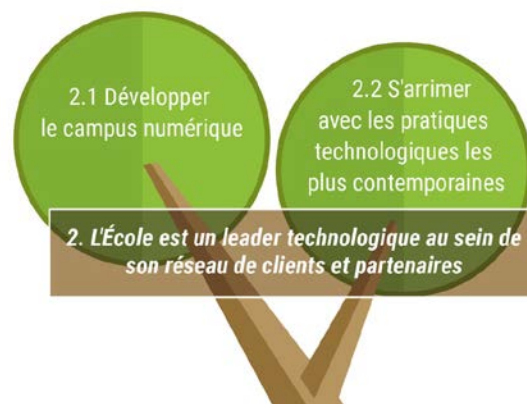 2.1 Développer
le campus numérique
2.2 S'arrimer
avec les pratiques
technologiques les
plus contemporaines
2. L'École est un leader technologique au sein de
son réseau de clients et partenaires